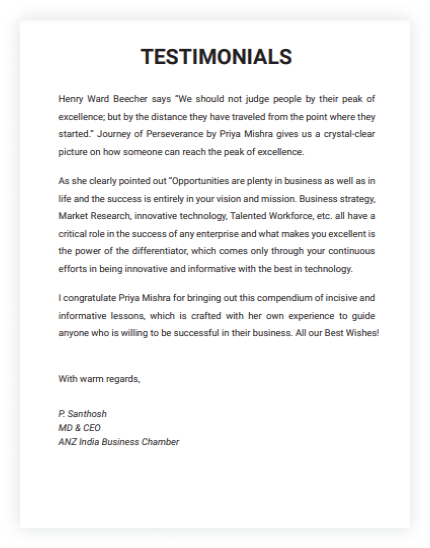 TESTIMONIALS
Henry Ward Beecher says “We should not judge people by their peak of
excellence; but by the distance they have traveled from the point where they
started.” Journey of Perseverance by Priya Mishra gives us a crystal-clear
picture on how someone can reach the peak of excellence.
As she clearly pointed out “Opportunities are plenty in business as well as in
life and the success is entirely in your vision and mission. Business strategy,
Market Research, innovative technology, Talented Workforce, etc. all have a
critical role in the success of any enterprise and what makes you excellent is
the power of the differentiator, which comes only through your continuous
efforts in being innovative and informative with the best in technology.
I congratulate Priya Mishra for bringing out this compendium of incisive and
informative lessons, which is crafted with her own experience to guide
anyone who is willing to be successful in their business. All our Best Wishes!
With warm regards,
P. Santhosh
MD & CEO
ANZ India Business Chamber